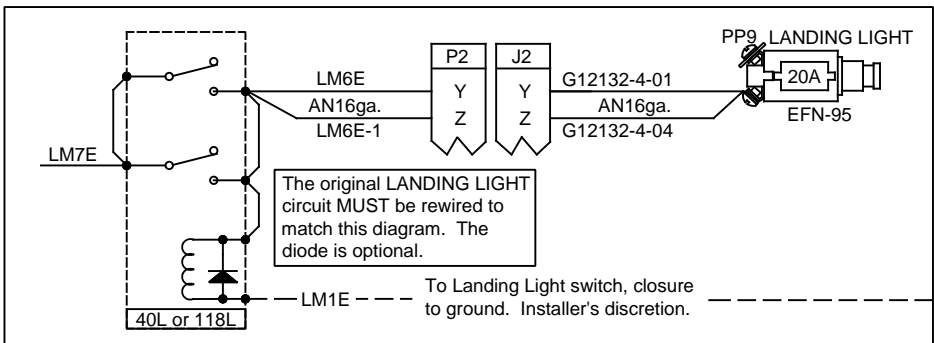 PP9 LANDING LIGHT
P2
J2
LM6E
Y
Y
G12132-4-01
20A
AN16ga.
Z
Z
AN16ga.
EFN-95
LM6E-1
G12132-4-04
LM7E
The original LANDING LIGHT
circuit MUST be rewired to
match this diagram. The
diode is optional.
LM1E
To Landing Light switch, closure
to ground. Installer's discretion.
40L or 118L